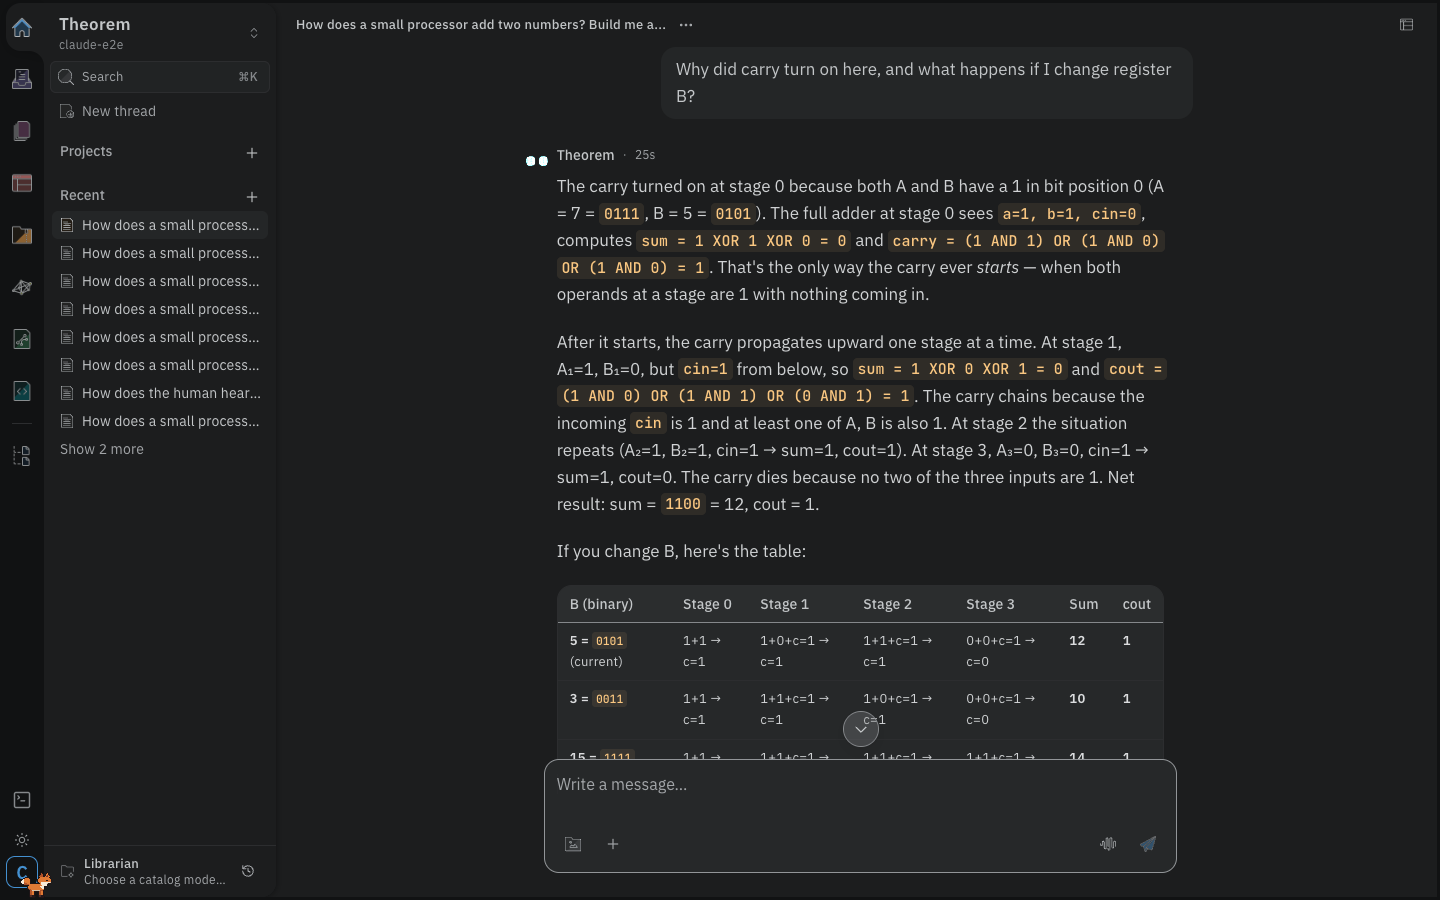 Theorem
claude-e2e
Search ⌘K
New thread
Projects
Recent
How does a small process...
How does a small process...
How does a small process...
How does a small process...
How does a small process...
How does a small process...
How does the human hear...
How does a small process...
Show 2 more
Librarian
Choose a catalog mode...
C
How does a small processor add two numbers? Build me a...
Why did carry turn on here, and what happens if I change register
B?
Theorem · 25s
The carry turned on at stage 0 because both A and B have a 1 in bit position 0 (A
= 7 = 0111, B = 5 = 0101). The full adder at stage 0 sees a=1, b=1, cin=0,
computes sum = 1 XOR 1 XOR 0 = 0 and carry = (1 AND 1) OR (1 AND 0)
OR (1 AND 0) = 1. That's the only way the carry ever starts — when both
operands at a stage are 1 with nothing coming in.
After it starts, the carry propagates upward one stage at a time. At stage 1,
A₁=1, B₁=0, but cin=1 from below, so sum = 1 XOR 0 XOR 1 = 0 and cout =
(1 AND 0) OR (1 AND 1) OR (0 AND 1) = 1. The carry chains because the
incoming cin is 1 and at least one of A, B is also 1. At stage 2 the situation
repeats (A₂=1, B₂=1, cin=1 → sum=1, cout=1). At stage 3, A₃=0, B₃=0, cin=1 →
sum=1, cout=0. The carry dies because no two of the three inputs are 1. Net
result: sum = 1100 = 12, cout = 1.
If you change B, here's the table:
B (binary) Stage 0 Stage 1 Stage 2 Stage 3 Sum cout
5 = 0101 1+1 → 1+0+c=1 → 1+1+c=1 → 0+0+c=1 → 12 1
(current) c=1 c=1 c=1 c=0
3 = 0011 1+1 → 1+1+c=1 → 1+0+c=1 → 0+0+c=1 → 10 1
c=1 c=1 c=1 c=0
15 = 1111 1+1 → 1+1+c=1 → 1+1+c=1 → 1+1+c=1 → 14 1
Write a message...